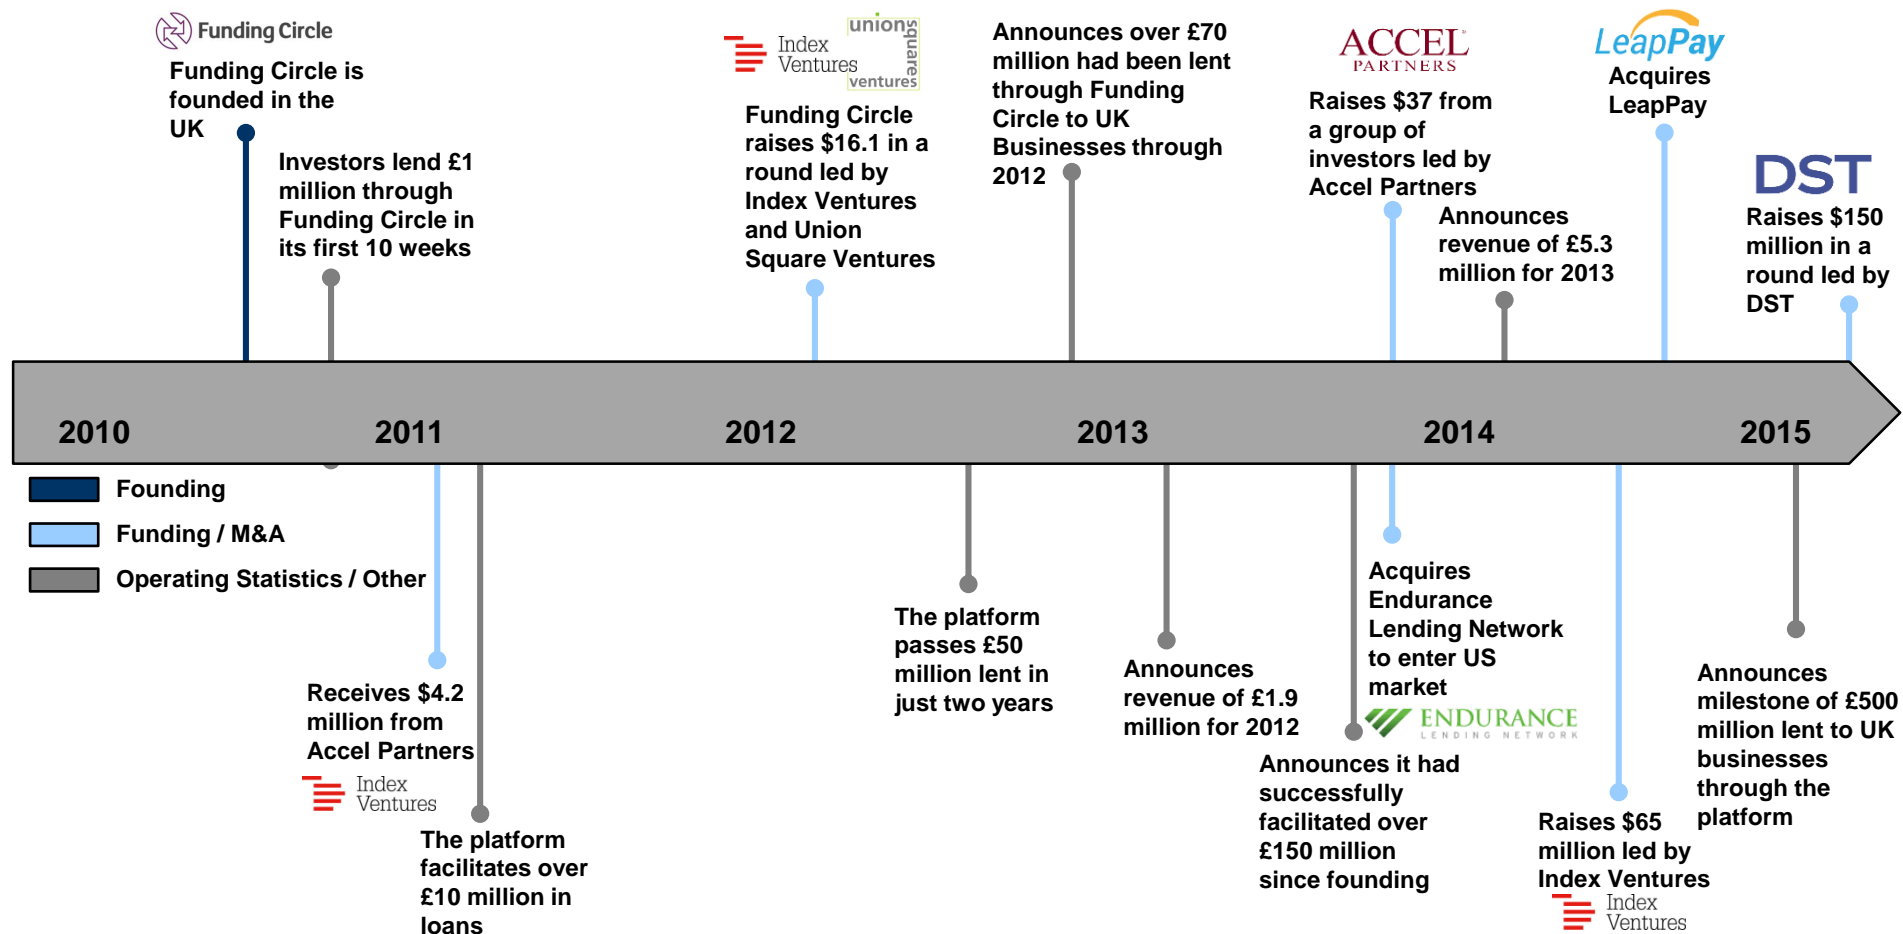 Funding Circle
Funding Circle is
founded in the
UK
Investors lend £1
million through
Funding Circle in
its first 10 weeks
Index
Ventures
union
square
ventures
Funding Circle
raises $16.1 in a
round led by
Index Ventures
and Union
Square Ventures
Announces over £70
million had been lent
through Funding
Circle to UK
Businesses through
2012
ACCEL
PARTNERS
Raises $37 from
a group of
investors led by
Accel Partners
Announces
revenue of £5.3
million for 2013
LeapPay
Acquires
LeapPay
DST
Raises $150
million in a
round led by
DST
2010 2011 2012 2013 2014 2015
Founding
Funding / M&A
Operating Statistics / Other
Receives $4.2
million from
Accel Partners
Index
Ventures
The platform
facilitates over
£10 million in
loans
The platform
passes £50
million lent in
just two years
Announces
revenue of £1.9
million for 2012
Acquires
Endurance
Lending Network
to enter US
market
ENDURANCE
LENDING NETWORK
Announces it had
successfully
facilitated over
£150 million
since founding
Raises $65
million led by
Index Ventures
Index
Ventures
Announces
milestone of £500
million lent to UK
businesses
through the
platform